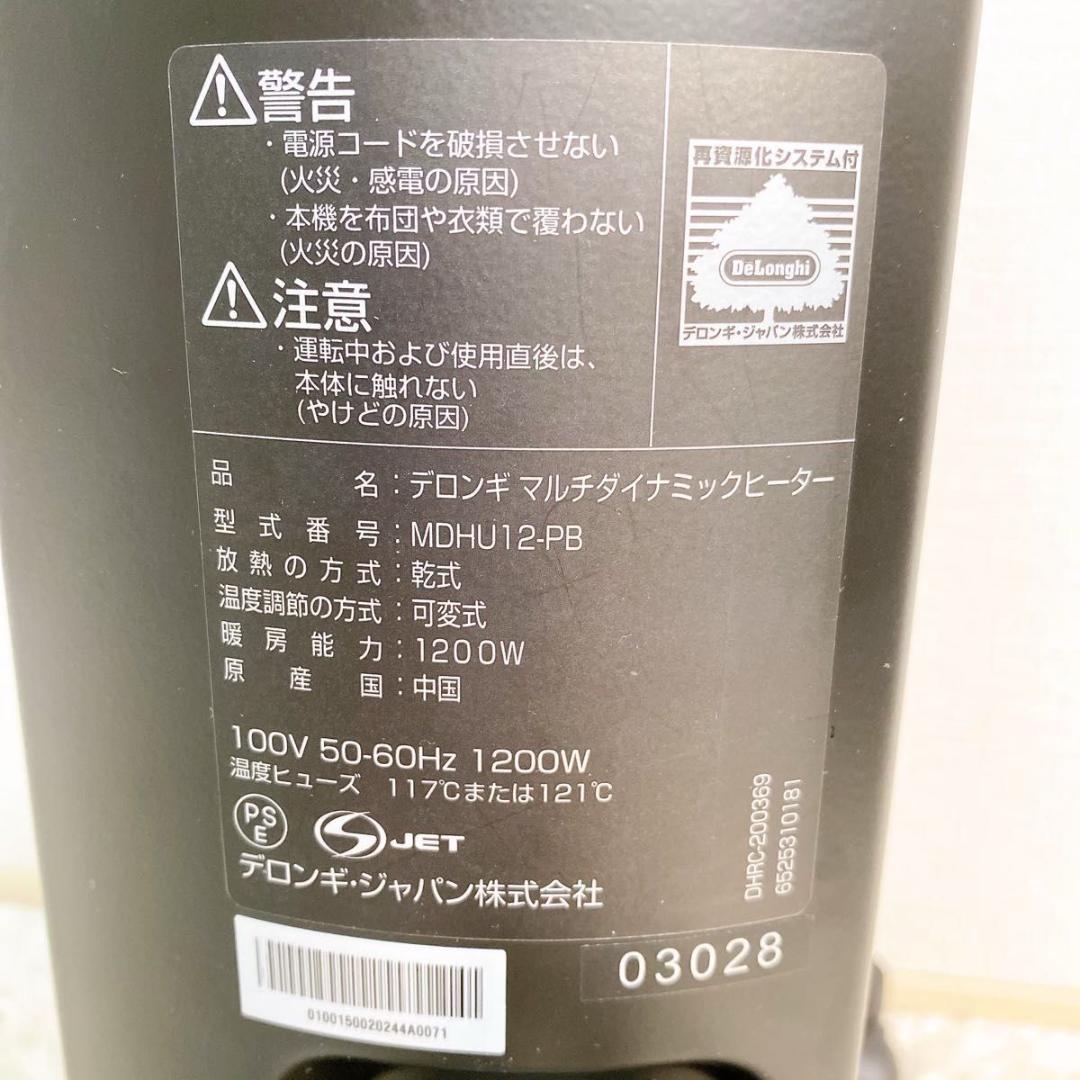 警告
・電源コードを破損させない
(火災・感電の原因)
・本機を布団や衣類で覆わない
(火災の原因)
注意
・運転中および使用直後は、
本体に触れない
(やけどの原因)
再資源化システム付
DeLonghi
デロンギ・ジャパン株式会社
品名：デロンギ マルチダイナミックヒーター
型式番号：MDHU12-PB
放熱の方式：乾式
温度調節の方式：可変式
暖房能力：1200W
原産国：中国
100V 50-60Hz 1200W
温度ヒューズ 117℃または121℃
PSE
JET
デロンギ・ジャパン株式会社
DHRC-200369
6525310181
0100150020244A0071
03028